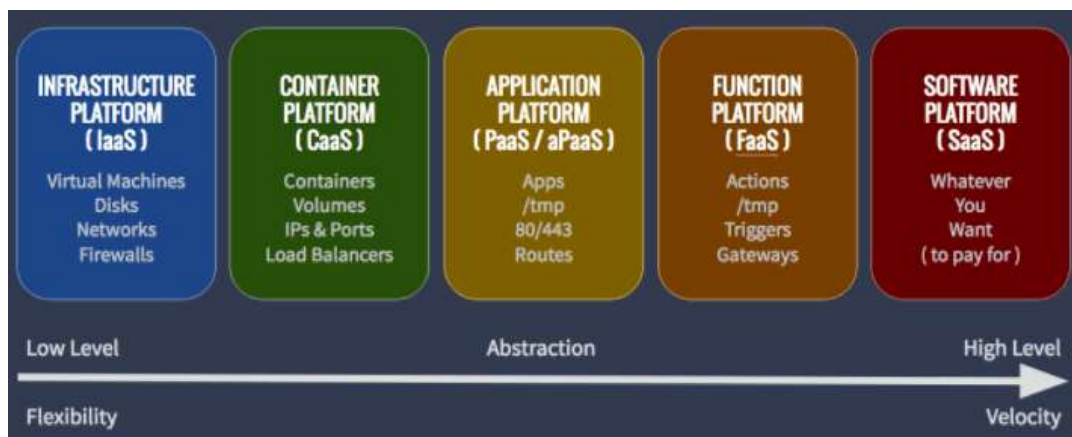 INFRASTRUCTURE
PLATFORM
( IaaS )
Virtual Machines
Disks
Networks
Firewalls
CONTAINER
PLATFORM
( CaaS )
Containers
Volumes
IPs & Ports
Load Balancers
APPLICATION
PLATFORM
( PaaS / aPaaS )
Apps
/tmp
80/443
Routes
FUNCTION
PLATFORM
( FaaS )
Actions
/tmp
Triggers
Gateways
SOFTWARE
PLATFORM
( SaaS )
Whatever
You
Want
( to pay for )
Low Level Abstraction High Level
Flexibility Velocity